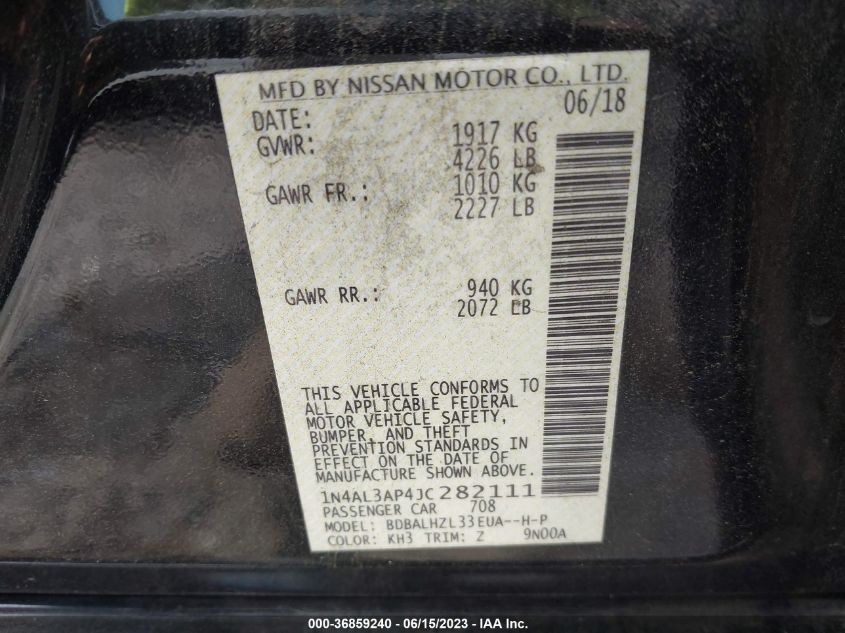 MFD BY NISSAN MOTOR CO., LTD.
DATE: 06/18
GVWR: 1917 KG
4226 LB
GAWR FR.: 1010 KG
2227 LB
GAWR RR.: 940 KG
2072 LB
THIS VEHICLE CONFORMS TO
ALL APPLICABLE FEDERAL
MOTOR VEHICLE SAFETY,
BUMPER, AND THEFT
PREVENTION STANDARDS IN
EFFECT ON THE DATE OF
MANUFACTURE SHOWN ABOVE.
1N4AL3AP4JC282111
PASSENGER CAR 708
MODEL: BDBALHZL33EUA--H-P
COLOR: KH3 TRIM: Z 9N00A
000-36859240 - 06/15/2023 - IAA Inc.